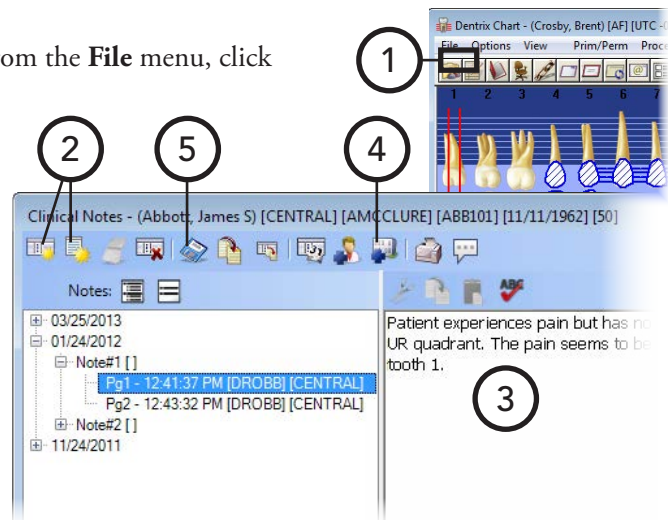 om the File menu, click
1
Dentrix Chart - (Crosby, Brent) [AF] [UTC -
File Options View Prim/Perm Proc
1 2 3 4 5 6 7
2 5 4
Clinical Notes - (Abbott, James S) [CENTRAL] [AMCCLURE] [ABB101] [11/11/1962] [50]
Notes:
ABC
03/25/2013
01/24/2012
Note#1 [ ]
Pg1 - 12:41:37 PM [DROBB] [CENTRAL]
Pg2 - 12:43:32 PM [DROBB] [CENTRAL]
Note#2 [ ]
11/24/2011
Patient experiences pain but has no
UR quadrant. The pain seems to be
tooth 1.
3